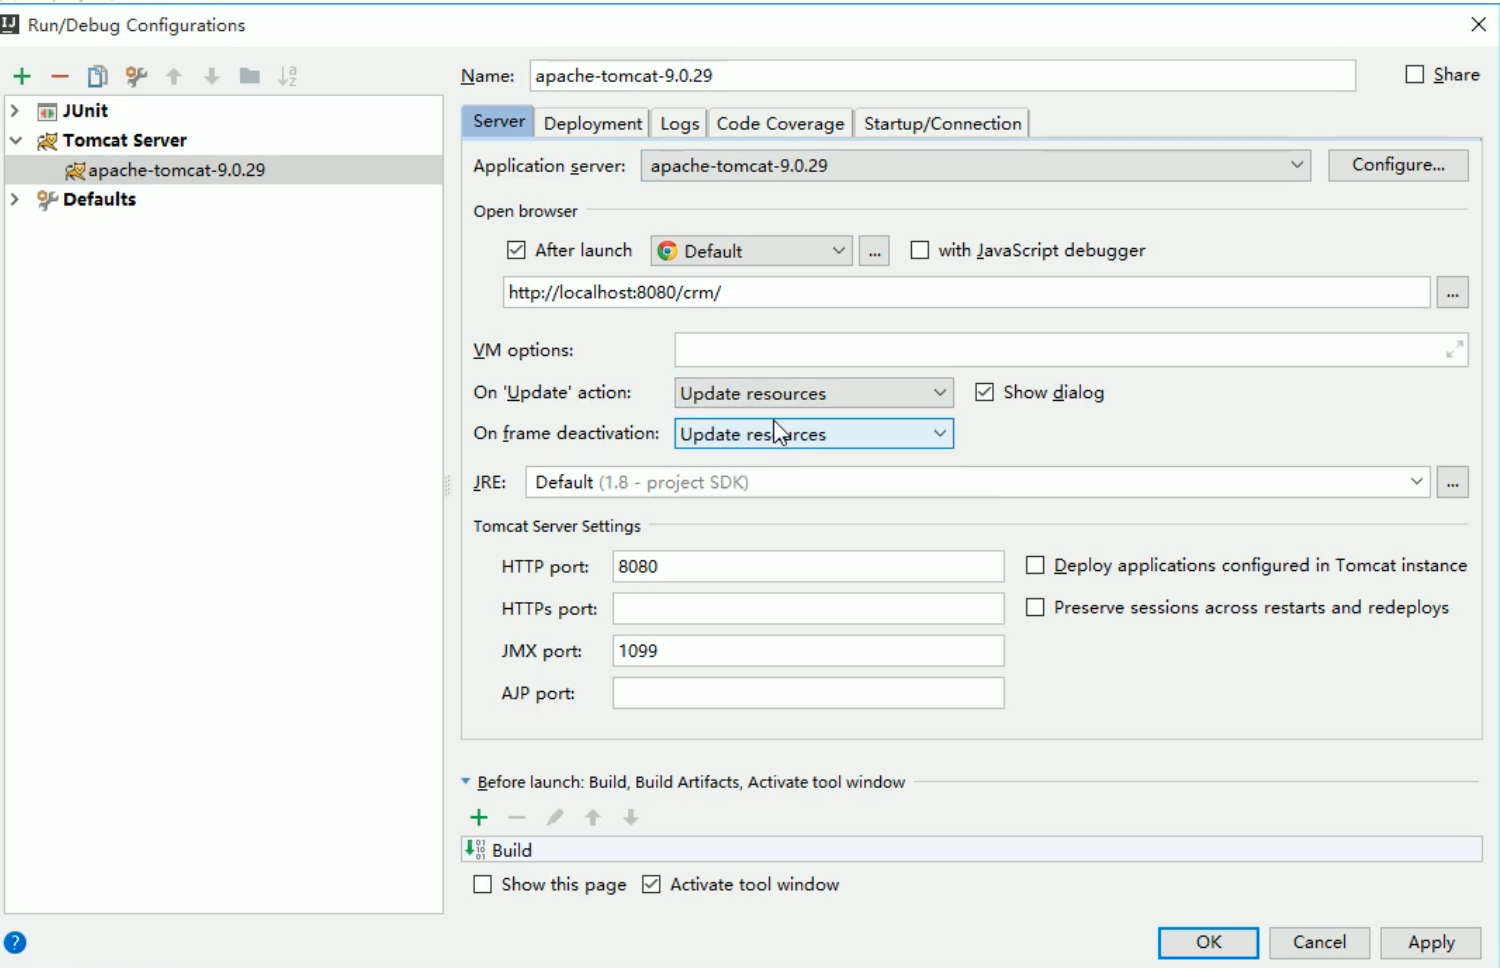 Run/Debug Configurations
Name: apache-tomcat-9.0.29 Share
JUnit
Tomcat Server
apache-tomcat-9.0.29
Defaults
Server Deployment Logs Code Coverage Startup/Connection
Application server: apache-tomcat-9.0.29 Configure...
Open browser
After launch Default ... with JavaScript debugger
http://localhost:8080/crm/ ...
VM options:
On 'Update' action: Update resources Show dialog
On frame deactivation: Update resources
JRE: Default (1.8 - project SDK) ...
Tomcat Server Settings
HTTP port: 8080 Deploy applications configured in Tomcat instance
HTTPs port: Preserve sessions across restarts and redeploys
JMX port: 1099
AJP port:
Before launch: Build, Build Artifacts, Activate tool window
Build
Show this page Activate tool window
? OK Cancel Apply